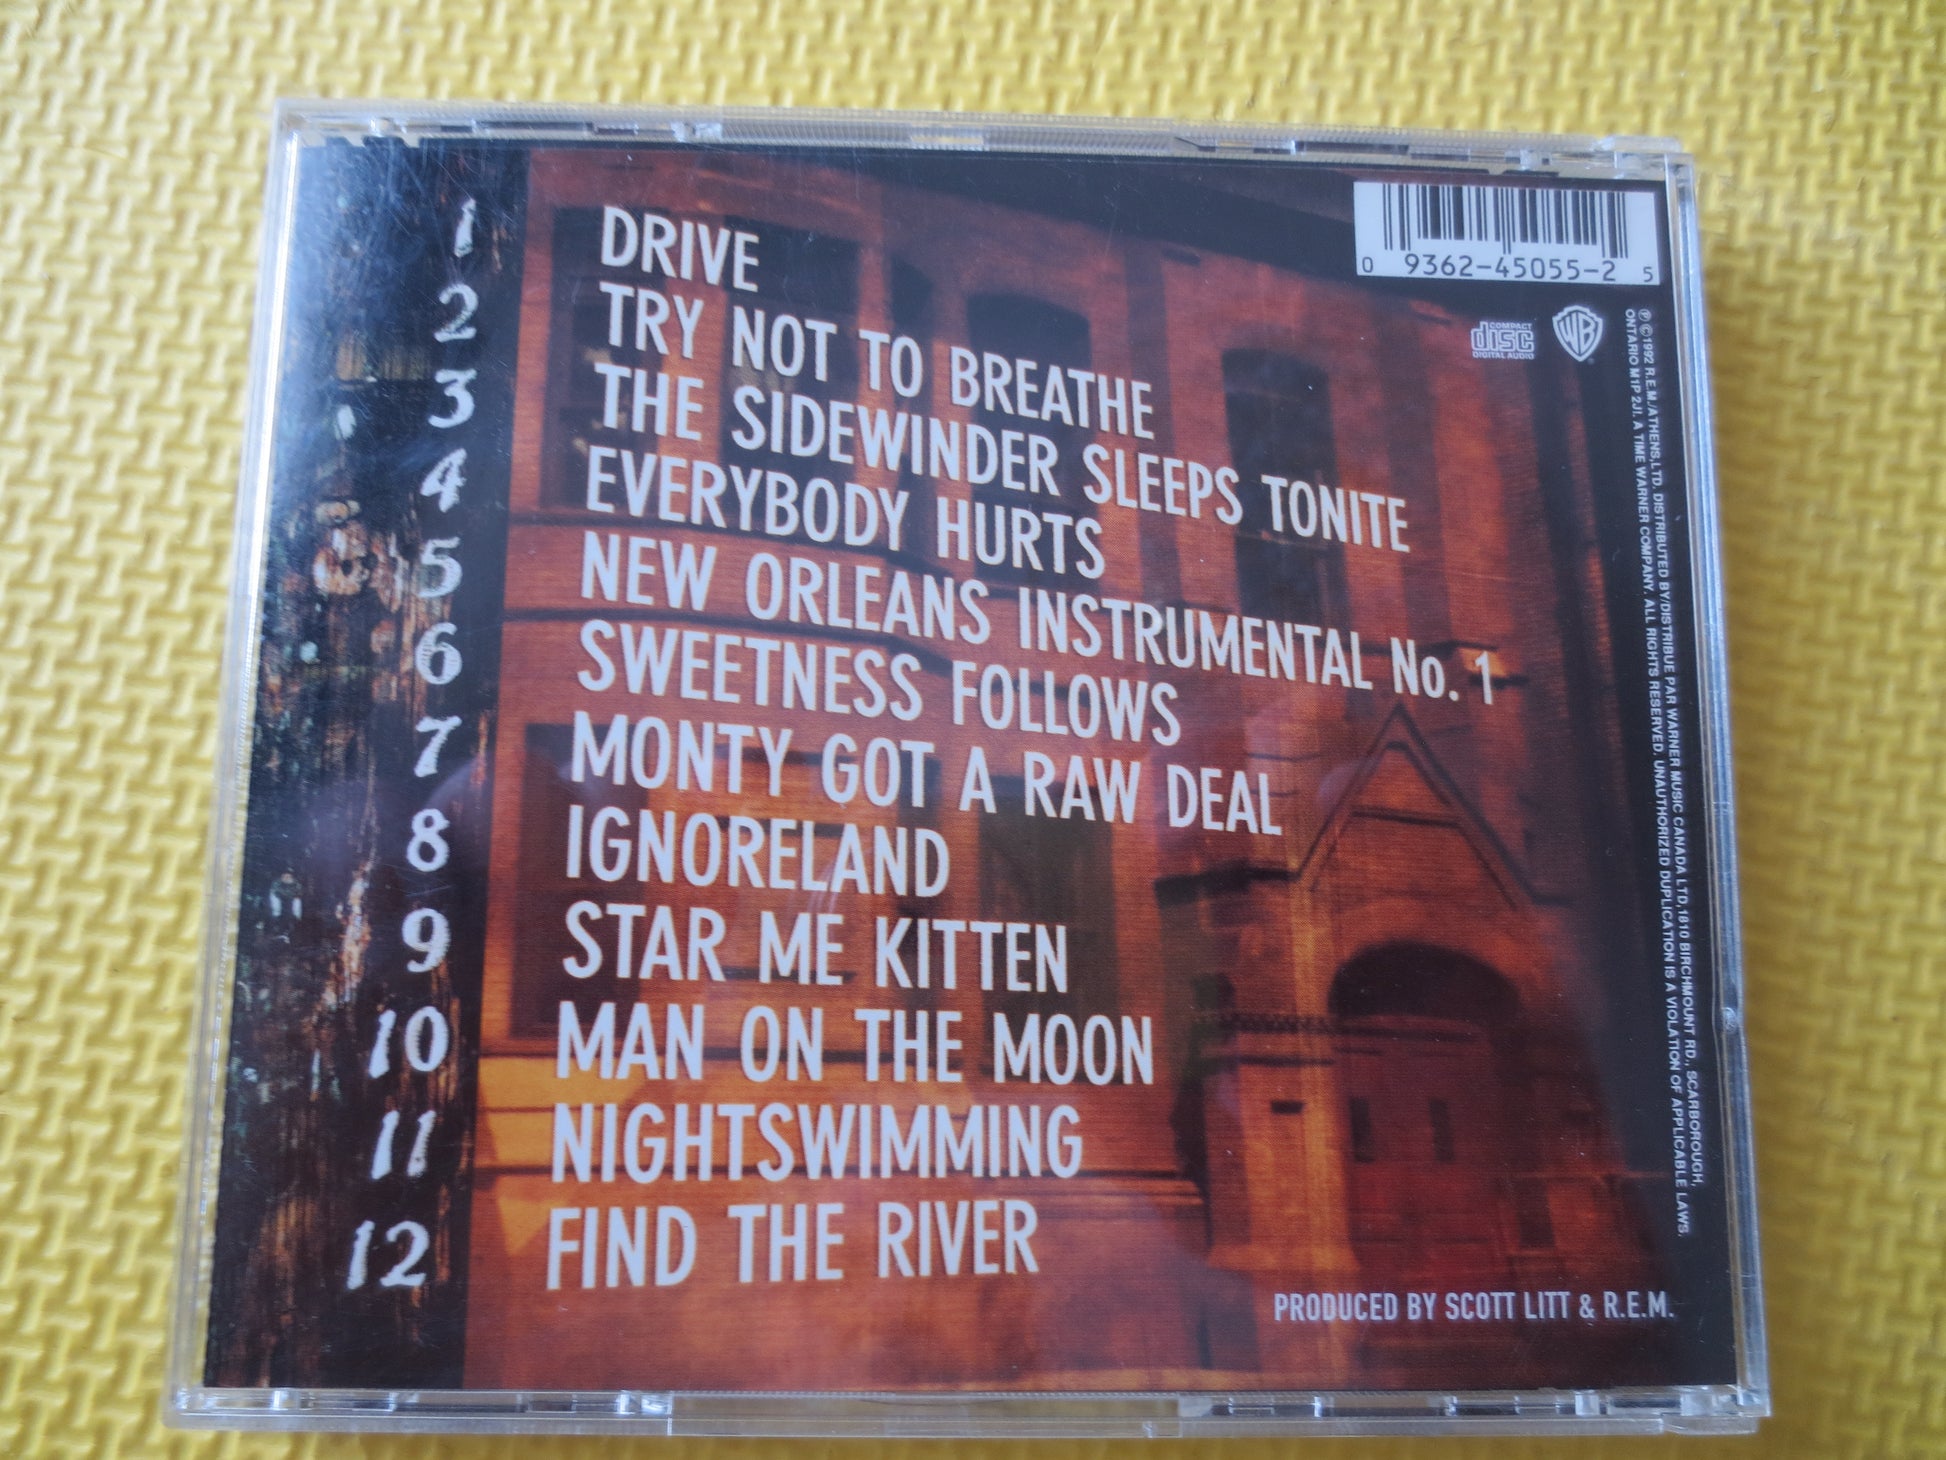 1 DRIVE
2 TRY NOT TO BREATHE
3 THE SIDEWINDER SLEEPS TONITE
4 EVERYBODY HURTS
5 NEW ORLEANS INSTRUMENTAL No. 1
6 SWEETNESS FOLLOWS
7 MONTY GOT A RAW DEAL
8 IGNORELAND
9 STAR ME KITTEN
10 MAN ON THE MOON
11 NIGHTSWIMMING
12 FIND THE RIVER
0 9362-45055-2 5
COMPACT
disc
DIGITAL AUDIO
WB
℗ ©1992 R.E.M./ATHENS,LTD. DISTRIBUTED BY/DISTRIBUE PAR WARNER MUSIC CANADA LTD,1810 BIRCHMOUNT RD., SCARBOROUGH,
ONTARIO M1P 2J1. A TIME WARNER COMPANY. ALL RIGHTS RESERVED. UNAUTHORIZED DUPLICATION IS A VIOLATION OF APPLICABLE LAWS.
PRODUCED BY SCOTT LITT & R.E.M.